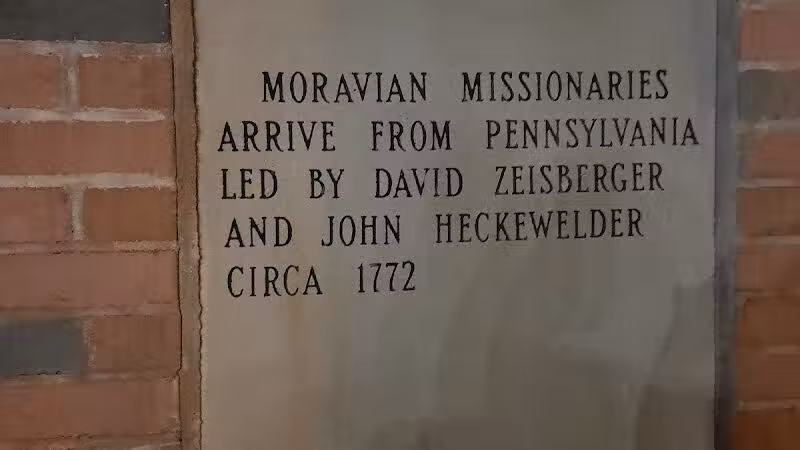 MORAVIAN MISSIONARIES
ARRIVE FROM PENNSYLVANIA
LED BY DAVID ZEISBERGER
AND JOHN HECKEWELDER
CIRCA 1772